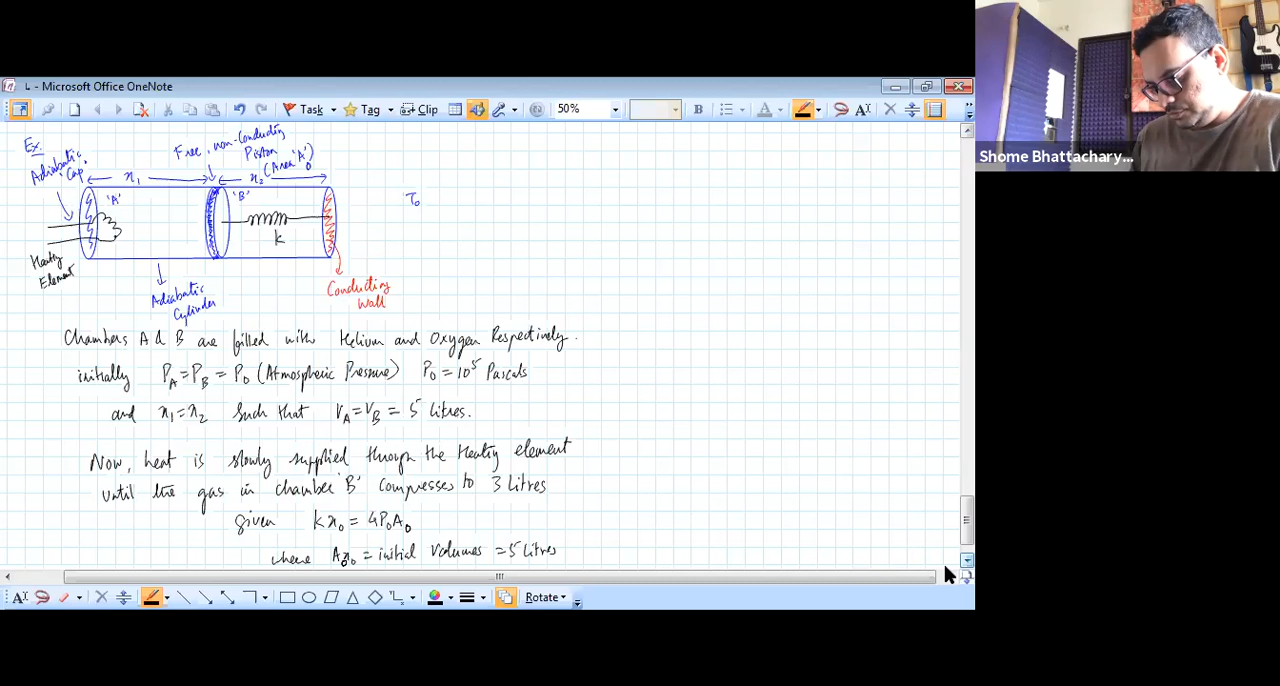 L - Microsoft Office OneNote
Task Tag Clip 50% B A
Shome Bhattachary...
Ex.
Adiabatic Cap
Free, non-conducting
Piston
(Area 'A₀')
x₁
x₂
'A'
'B'
T₀
k
Heating
Element
Adiabatic
Cylinder
Conducting
Wall
Chambers A & B are filled with Helium and Oxygen Respectively.
initially P_A = P_B = P₀ (Atmospheric Pressure) P₀ = 10⁵ Pascals
and x₁ = x₂ Such that V_A = V_B = 5 litres.
Now, heat is slowly supplied through the Heating element
until the gas in chamber 'B' compresses to 3 Litres
given kx₀ = 4P₀A₀
where A₀x₀ = initial volumes = 5 litres
Rotate